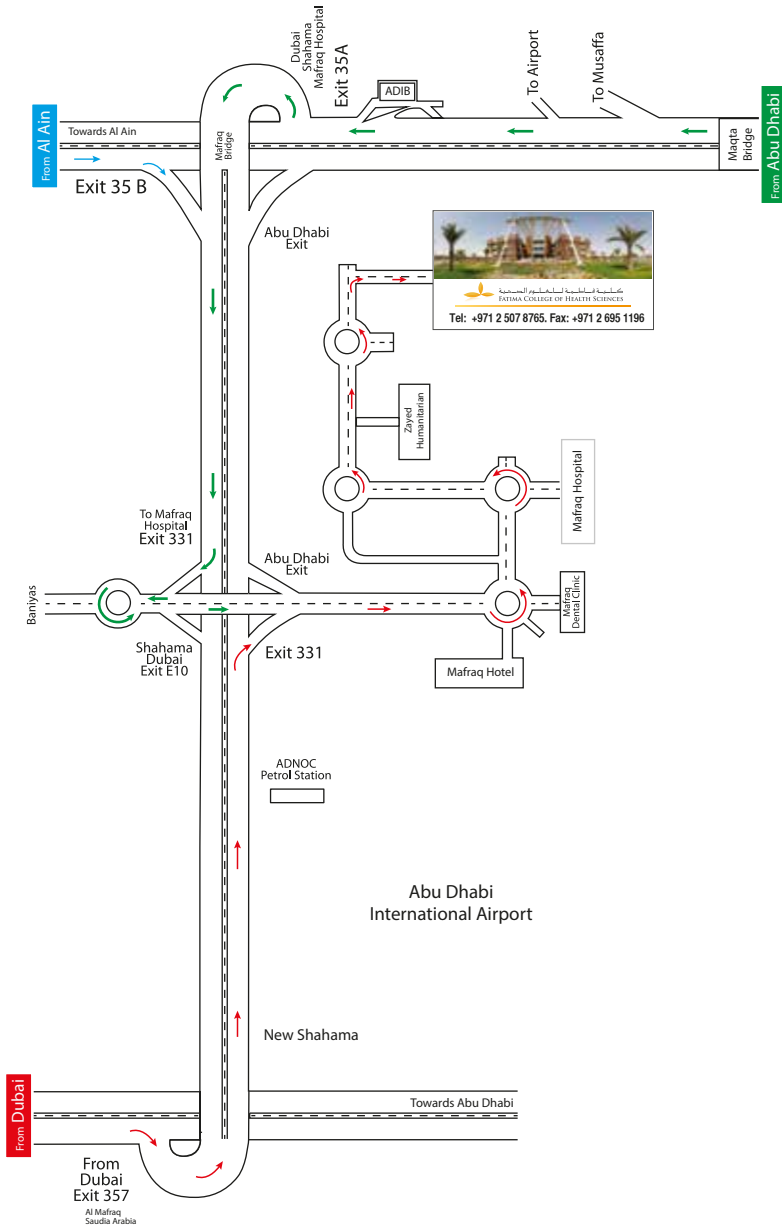 Dubai
Shahama
Mafraq Hospital
Exit 35A
ADIB
To Airport
To Musaffa
From Al Ain
Towards Al Ain
Mafraq
Bridge
Maqta
Bridge
From Abu Dhabi
Exit 35 B
Abu Dhabi
Exit
كليـة فـاطـمـة للـعـلـوم الصـحـيـة
FATIMA COLLEGE OF HEALTH SCIENCES
Tel: +971 2 507 8765. Fax: +971 2 695 1196
Zayed
Humanitarian
Mafraq Hospital
To Mafraq
Hospital
Exit 331
Abu Dhabi
Exit
Baniyas
Mafraq
Dental Clinic
Shahama
Dubai
Exit E10
Exit 331
Mafraq Hotel
ADNOC
Petrol Station
Abu Dhabi
International Airport
New Shahama
From Dubai
Towards Abu Dhabi
From
Dubai
Exit 357
Al Mafraq
Saudia Arabia